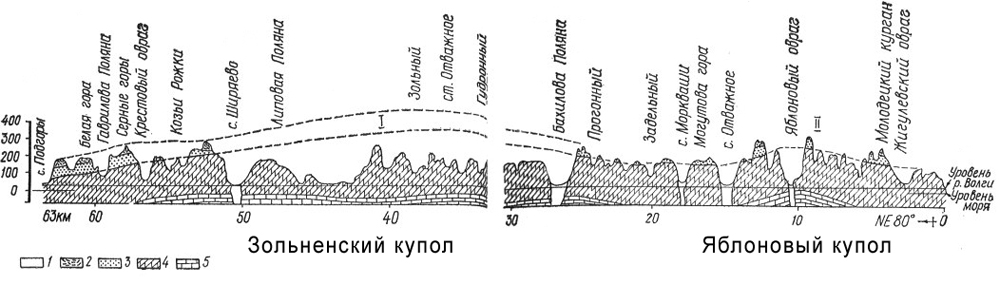 400
300
200
100
0
с. Подгоры
Белая гора
Гаврилова Поляна
Серные горы
Крестовый овраг
Козьи Рожки
с. Ширяево
Липовая Поляна
I
Зольный
ст. Отважное
Гудронный
Бахилова Поляна
Прогонный
Задельный
с. Моркваши
Могутова гора
с. Отважное
Яблоновый овраг
Молодецкий курган
Жигулевский овраг
Уровень
р. Волги
Уровень
моря
63км
60
50
40
30
20
10
NE 80°
0
Зольненский купол
Яблоновый купол
1 2 3 4 5